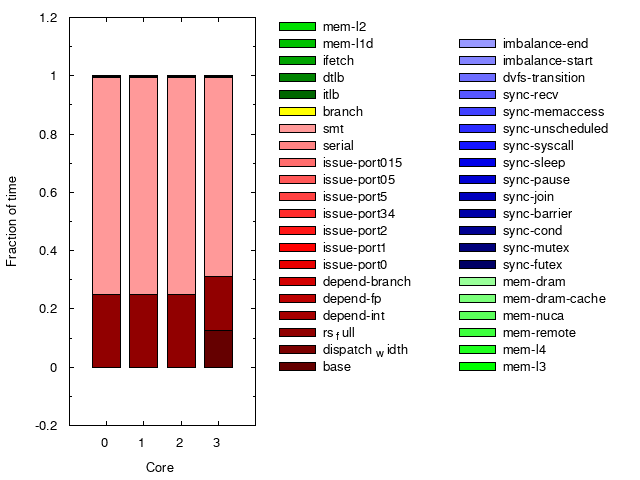 1.2
1
0.8
0.6
0.4
0.2
0
-0.2
Fraction of time
0
1
2
3
Core
mem-l2
mem-l1d
ifetch
dtlb
itlb
branch
smt
serial
issue-port015
issue-port05
issue-port5
issue-port34
issue-port2
issue-port1
issue-port0
depend-branch
depend-fp
depend-int
rsfull
dispatchwidth
base
imbalance-end
imbalance-start
dvfs-transition
sync-recv
sync-memaccess
sync-unscheduled
sync-syscall
sync-sleep
sync-pause
sync-join
sync-barrier
sync-cond
sync-mutex
sync-futex
mem-dram
mem-dram-cache
mem-nuca
mem-remote
mem-l4
mem-l3